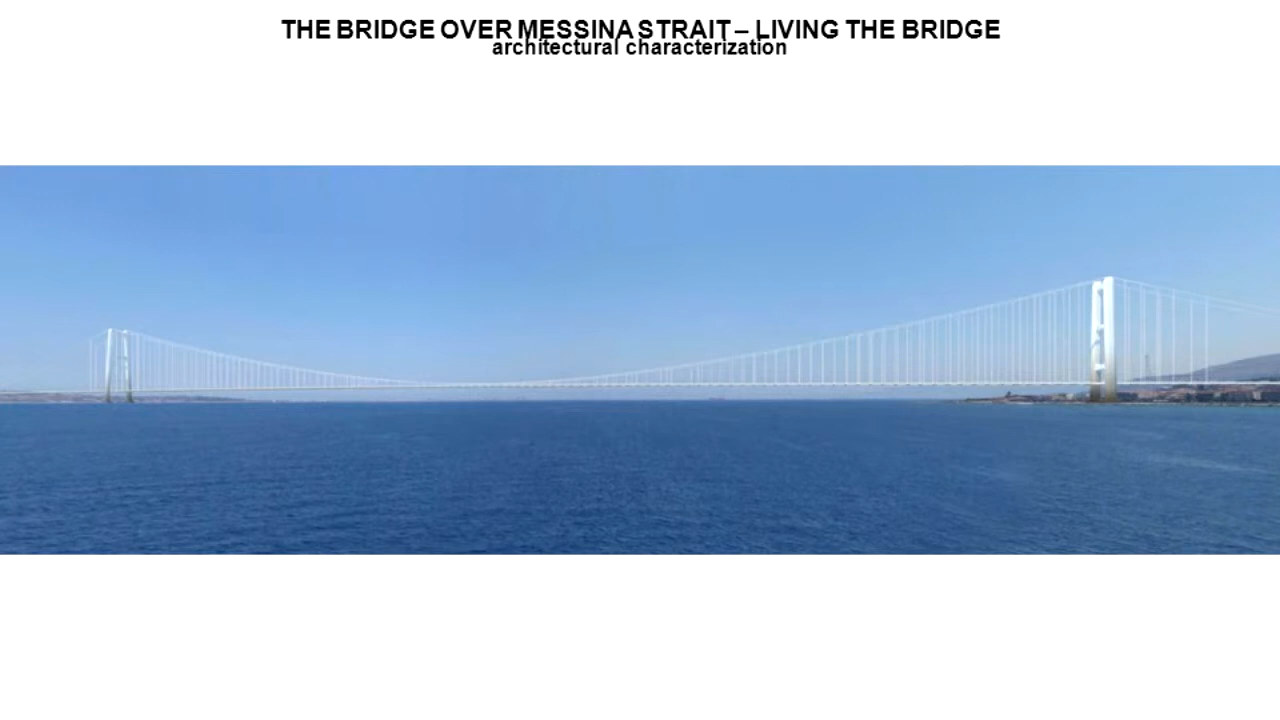 THE BRIDGE OVER MESSINA STRAIT – LIVING THE BRIDGE
architectural characterization